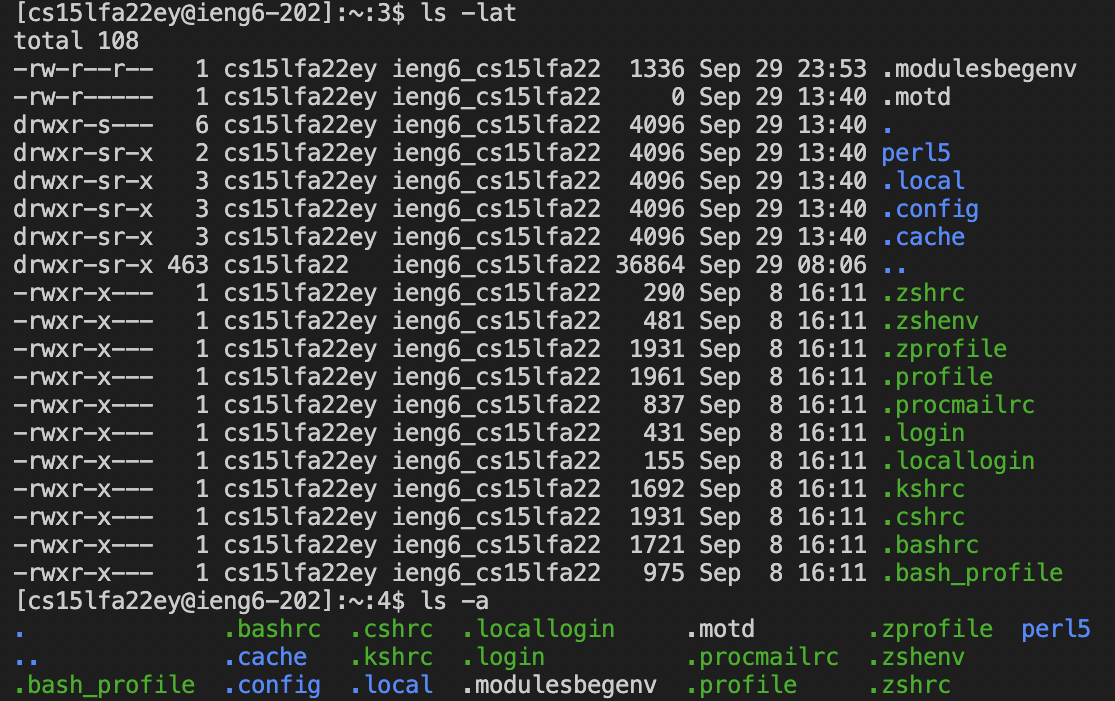 [cs15lfa22ey@ieng6-202]:~:3$ ls -lat
total 108
-rw-r--r--   1 cs15lfa22ey ieng6_cs15lfa22  1336 Sep 29 23:53 .modulesbegenv
-rw-r-----   1 cs15lfa22ey ieng6_cs15lfa22     0 Sep 29 13:40 .motd
drwxr-s---   6 cs15lfa22ey ieng6_cs15lfa22  4096 Sep 29 13:40 .
drwxr-sr-x   2 cs15lfa22ey ieng6_cs15lfa22  4096 Sep 29 13:40 perl5
drwxr-sr-x   3 cs15lfa22ey ieng6_cs15lfa22  4096 Sep 29 13:40 .local
drwxr-sr-x   3 cs15lfa22ey ieng6_cs15lfa22  4096 Sep 29 13:40 .config
drwxr-sr-x   3 cs15lfa22ey ieng6_cs15lfa22  4096 Sep 29 13:40 .cache
drwxr-sr-x 463 cs15lfa22   ieng6_cs15lfa22 36864 Sep 29 08:06 ..
-rwxr-x---   1 cs15lfa22ey ieng6_cs15lfa22   290 Sep  8 16:11 .zshrc
-rwxr-x---   1 cs15lfa22ey ieng6_cs15lfa22   481 Sep  8 16:11 .zshenv
-rwxr-x---   1 cs15lfa22ey ieng6_cs15lfa22  1931 Sep  8 16:11 .zprofile
-rwxr-x---   1 cs15lfa22ey ieng6_cs15lfa22  1961 Sep  8 16:11 .profile
-rwxr-x---   1 cs15lfa22ey ieng6_cs15lfa22   837 Sep  8 16:11 .procmailrc
-rwxr-x---   1 cs15lfa22ey ieng6_cs15lfa22   431 Sep  8 16:11 .login
-rwxr-x---   1 cs15lfa22ey ieng6_cs15lfa22   155 Sep  8 16:11 .locallogin
-rwxr-x---   1 cs15lfa22ey ieng6_cs15lfa22  1692 Sep  8 16:11 .kshrc
-rwxr-x---   1 cs15lfa22ey ieng6_cs15lfa22  1931 Sep  8 16:11 .cshrc
-rwxr-x---   1 cs15lfa22ey ieng6_cs15lfa22  1721 Sep  8 16:11 .bashrc
-rwxr-x---   1 cs15lfa22ey ieng6_cs15lfa22   975 Sep  8 16:11 .bash_profile
[cs15lfa22ey@ieng6-202]:~:4$ ls -a
.              .bashrc  .cshrc  .locallogin     .motd        .zprofile  perl5
..             .cache   .kshrc  .login          .procmailrc  .zshenv
.bash_profile  .config  .local  .modulesbegenv  .profile     .zshrc